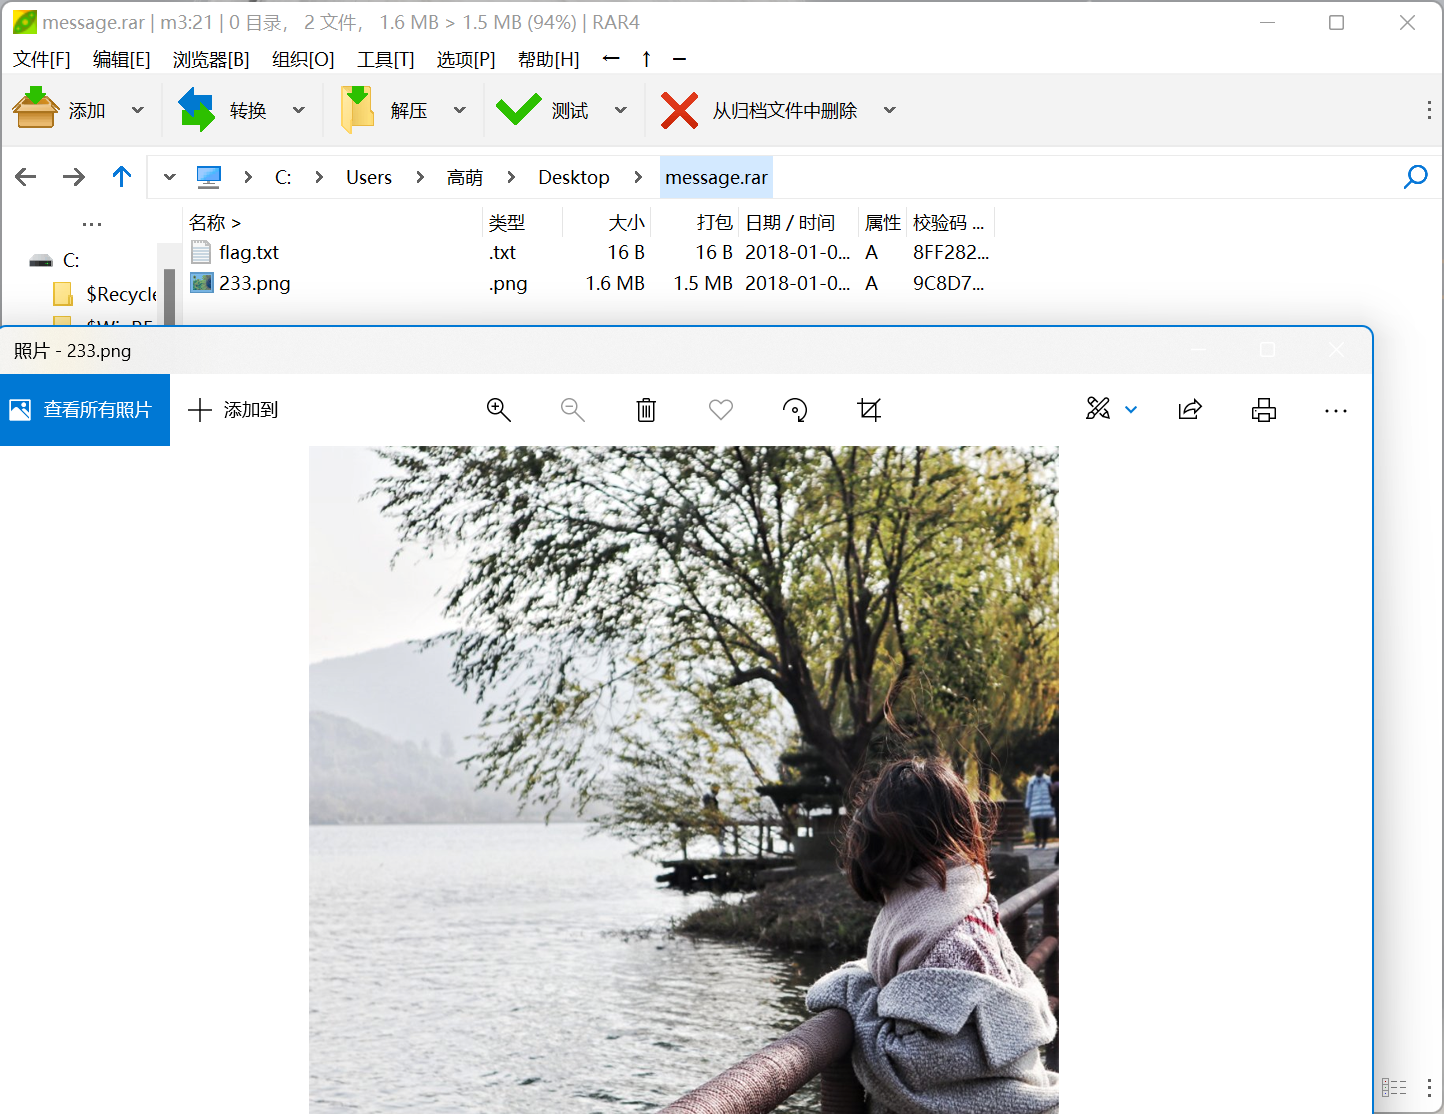 message.rar | m3:21 | 0 目录, 2 文件, 1.6 MB > 1.5 MB (94%) | RAR4
文件[F] 编辑[E] 浏览器[B] 组织[O] 工具[T] 选项[P] 帮助[H] ← ↑ –
添加 转换 解压 测试 从归档文件中删除
C: > Users > 高萌 > Desktop > message.rar
... 名称 > 类型 大小 打包 日期 / 时间 属性 校验码 ...
flag.txt .txt 16 B 16 B 2018-01-0... A 8FF282...
C:
233.png .png 1.6 MB 1.5 MB 2018-01-0... A 9C8D7...
$Recycle
照片 - 233.png
查看所有照片 添加到